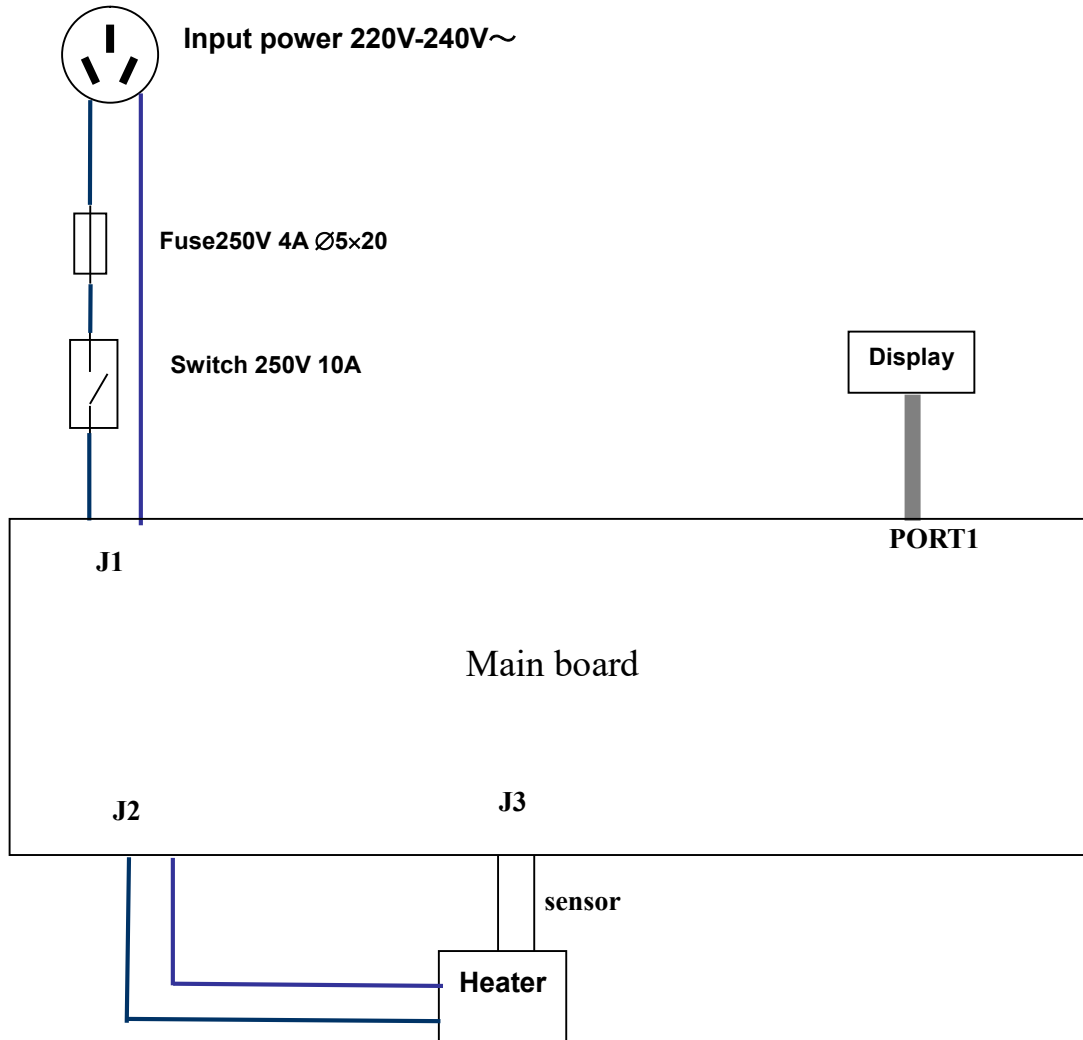 Input power 220V-240V～
Fuse250V 4A ∅5×20
Switch 250V 10A
Display
PORT1
J1
Main board
J2
J3
sensor
Heater